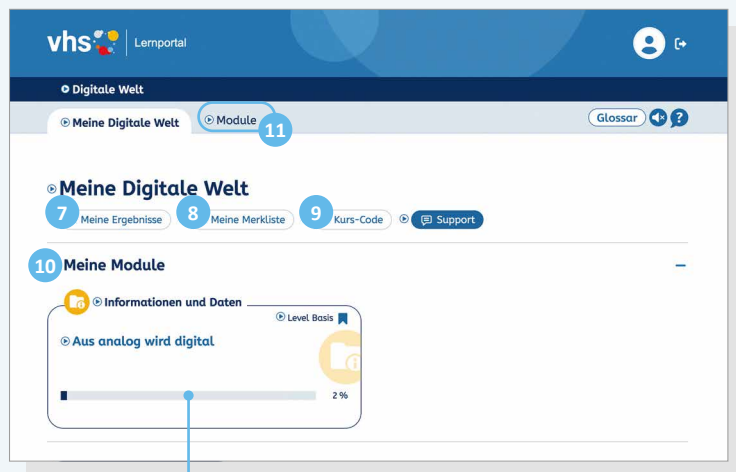 vhs Lernportal
Digitale Welt
Meine Digitale Welt Module 11 Glossar ?
Meine Digitale Welt
7 Meine Ergebnisse 8 Meine Merkliste 9 Kurs-Code Support
10 Meine Module
Informationen und Daten
Level Basis
Aus analog wird digital
2 %